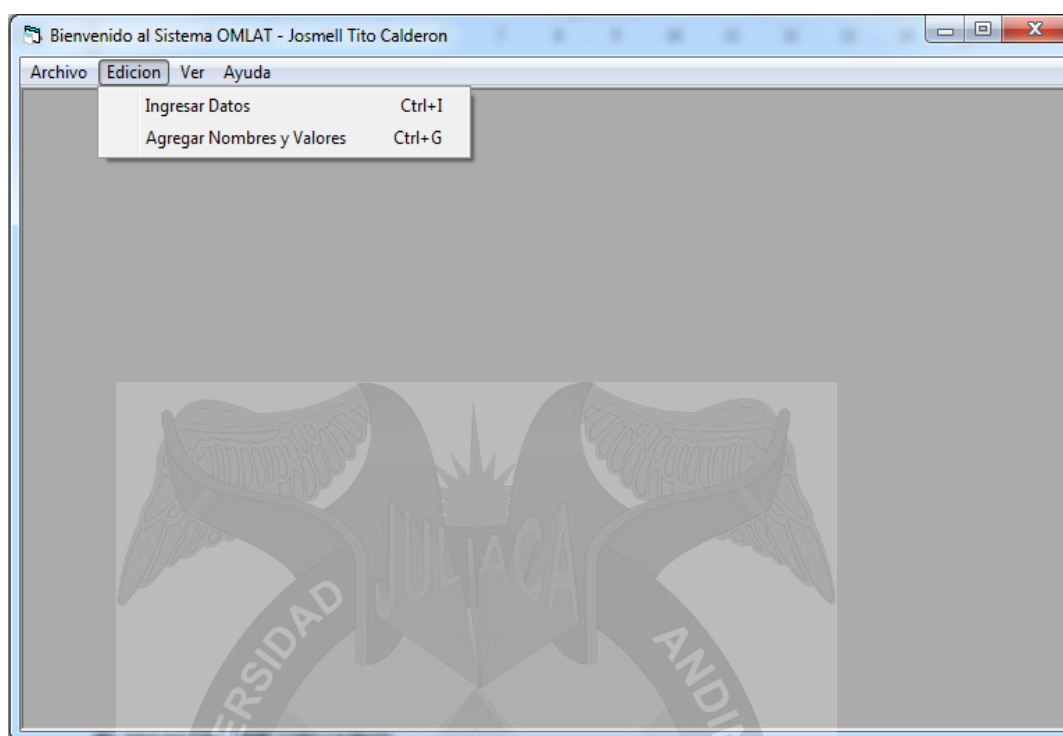 Bienvenido al Sistema OMLAT - Josmell Tito Calderon
Archivo Edicion Ver Ayuda
Ingresar Datos Ctrl+I
Agregar Nombres y Valores Ctrl+G
JULIACA
ERSIDAD
ANDI